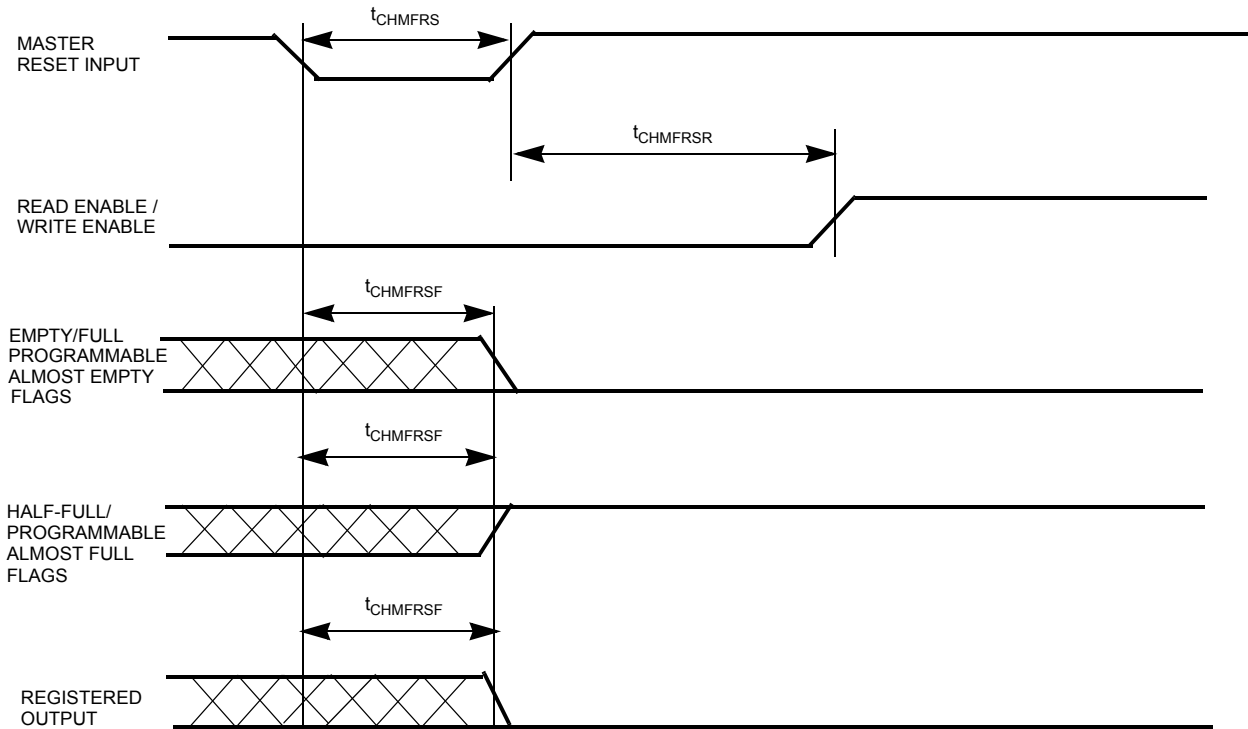 tCHMFRS
MASTER
RESET INPUT
tCHMFRSR
READ ENABLE /
WRITE ENABLE
tCHMFRSF
EMPTY/FULL
PROGRAMMABLE
ALMOST EMPTY
FLAGS
tCHMFRSF
HALF-FULL/
PROGRAMMABLE
ALMOST FULL
FLAGS
tCHMFRSF
REGISTERED
OUTPUT